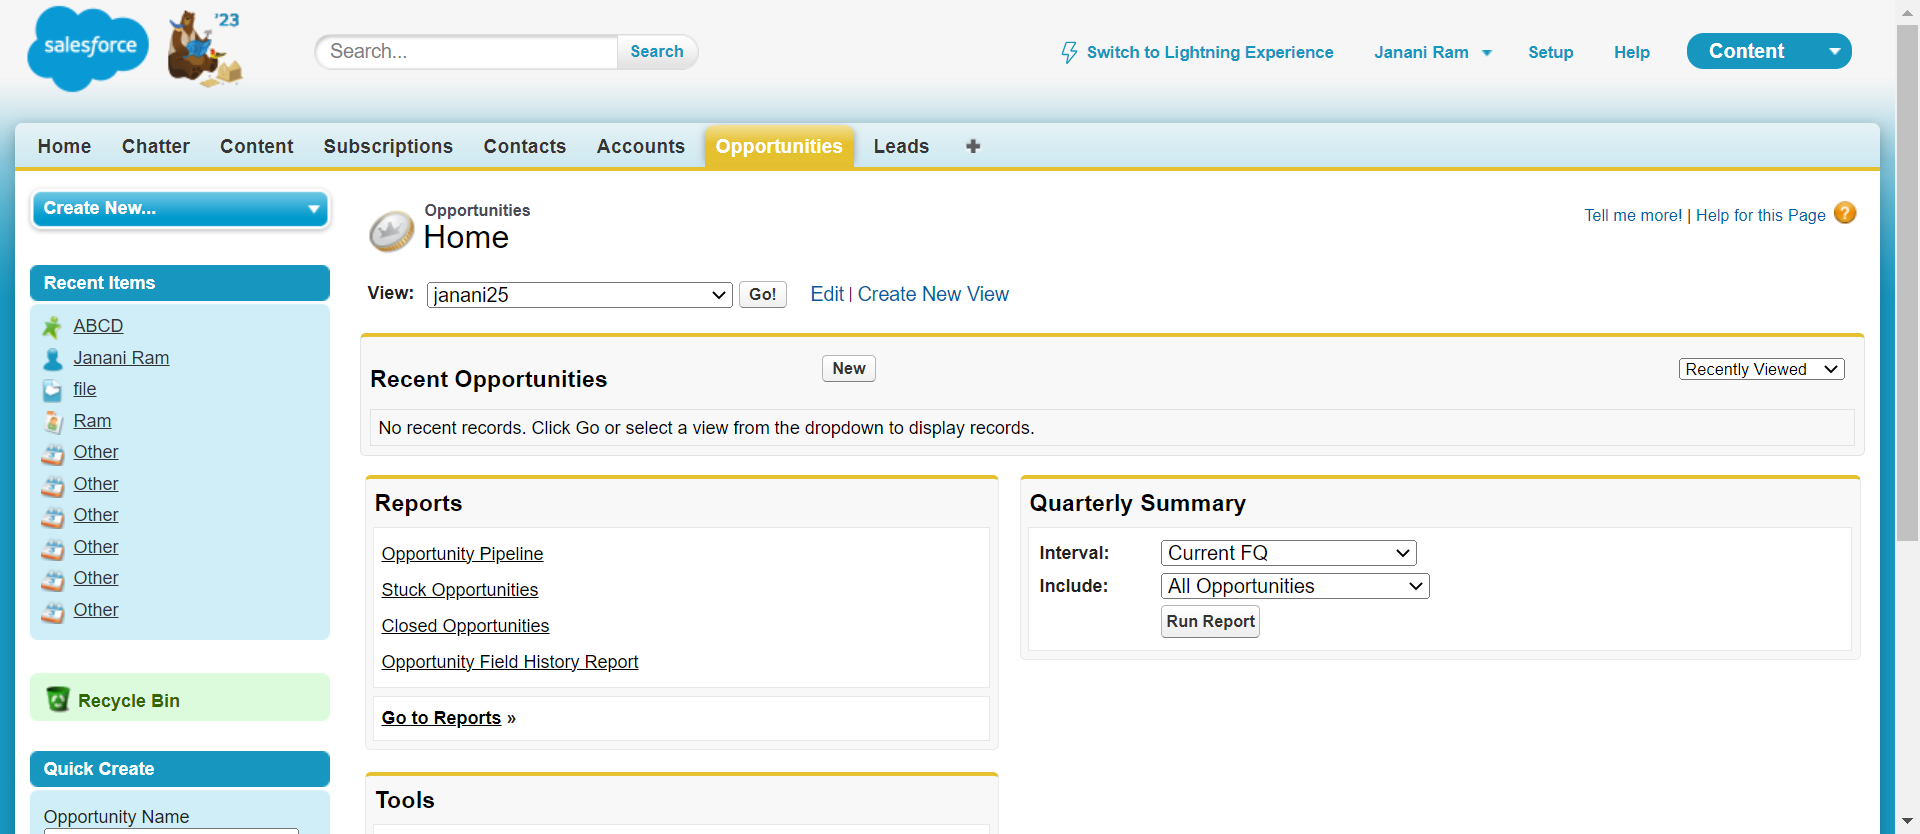 salesforce
'23
Search...
Search
Switch to Lightning Experience
Janani Ram
Setup
Help
Content
Home
Chatter
Content
Subscriptions
Contacts
Accounts
Opportunities
Leads
Create New...
Recent Items
ABCD
Janani Ram
file
Ram
Other
Other
Other
Other
Other
Other
Recycle Bin
Quick Create
Opportunity Name
Opportunities
Home
Tell me more! | Help for this Page
View: janani25 Go! Edit | Create New View
Recent Opportunities
New
Recently Viewed
No recent records. Click Go or select a view from the dropdown to display records.
Reports
Opportunity Pipeline
Stuck Opportunities
Closed Opportunities
Opportunity Field History Report
Go to Reports »
Quarterly Summary
Interval: Current FQ
Include: All Opportunities
Run Report
Tools